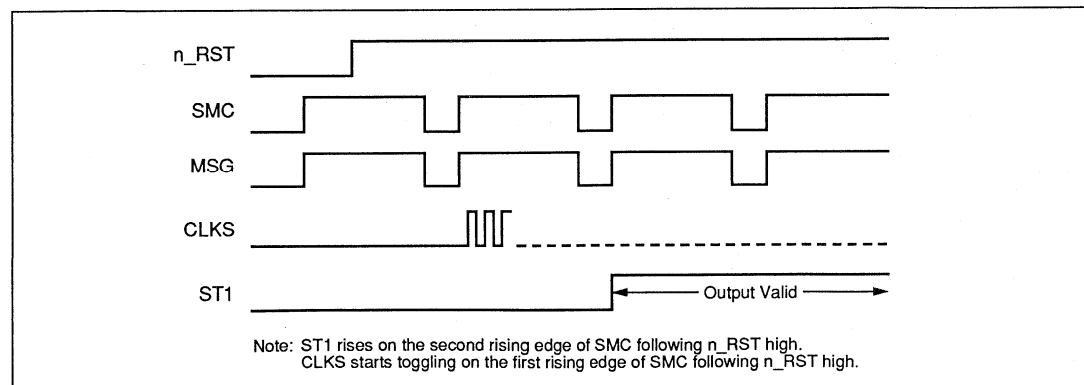 n_RST
SMC
MSG
CLKS
ST1
Output Valid
Note: ST1 rises on the second rising edge of SMC following n_RST high.
CLKS starts toggling on the first rising edge of SMC following n_RST high.